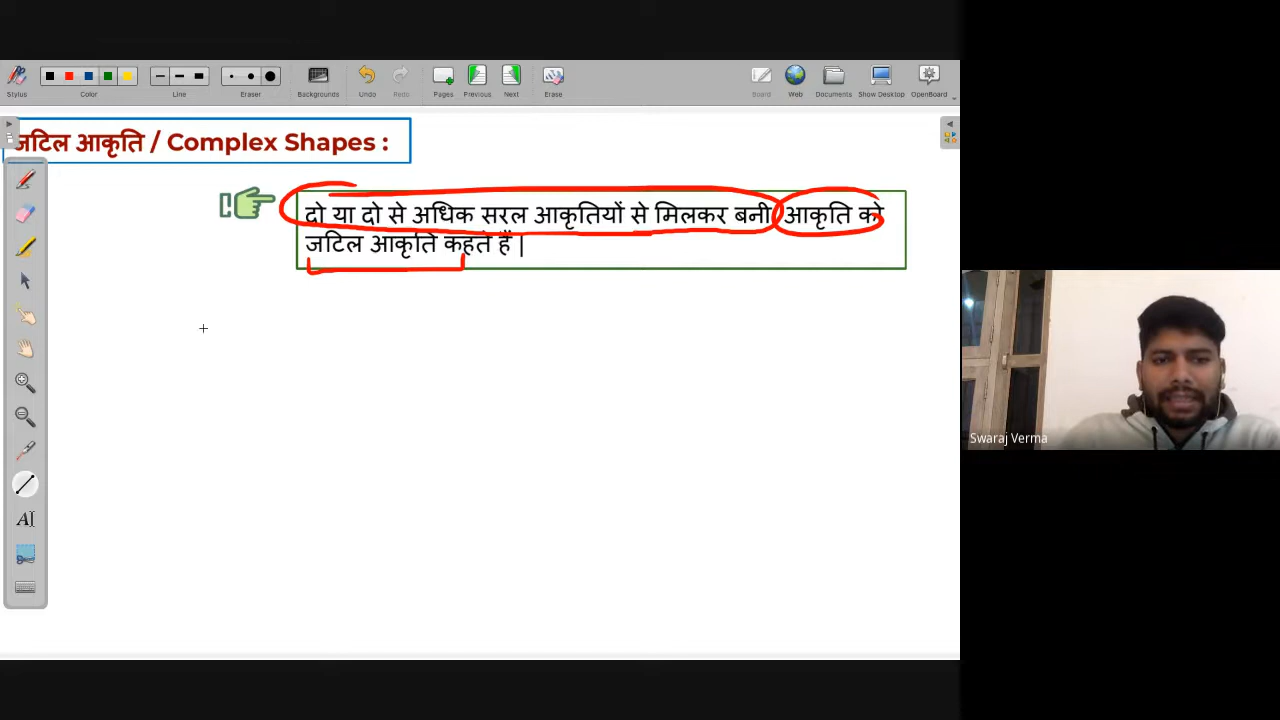 Stylus
Color
Line
Eraser
Backgrounds
Undo
Redo
Pages
Previous
Next
Erase
Board
Web
Documents
Show Desktop
OpenBoard
जटिल आकृति / Complex Shapes :
दो या दो से अधिक सरल आकृतियों से मिलकर बनी आकृति को
जटिल आकृति कहते हैं |
AI
Swaraj Verma